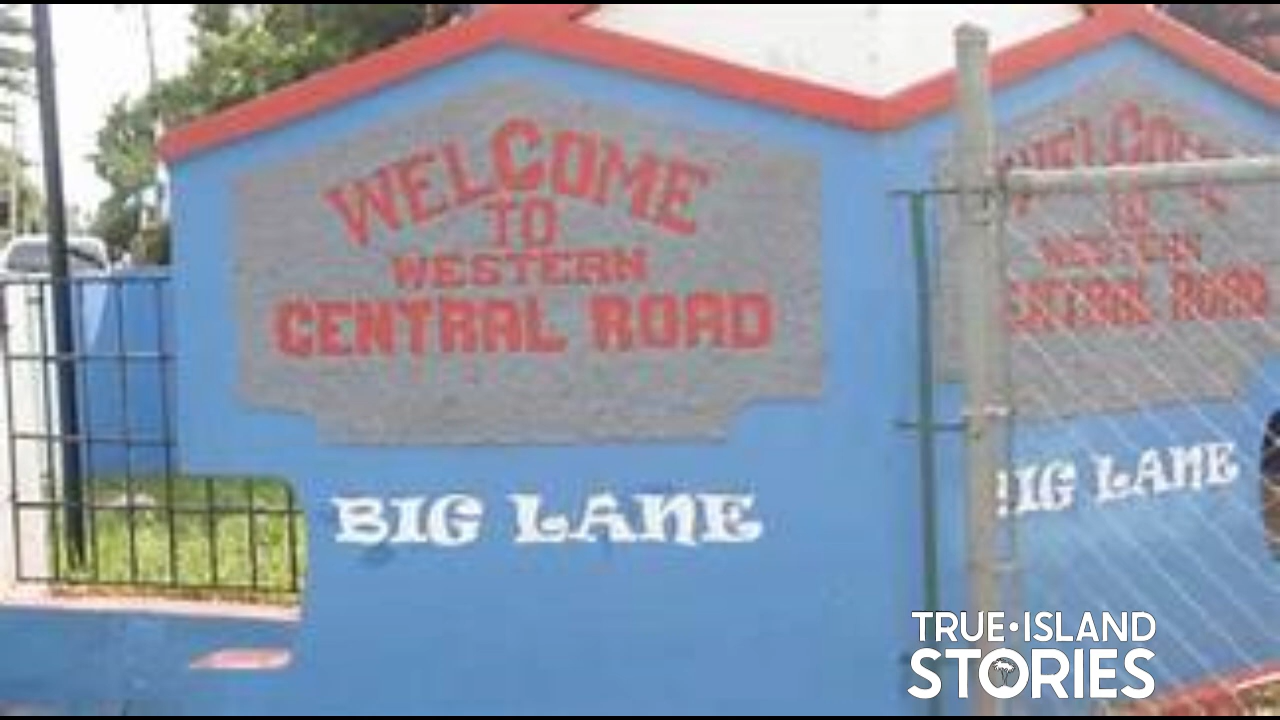 WELCOME
TO
WESTERN
CENTRAL ROAD
BIG LANE
WELCOME
TO
WESTERN
CENTRAL ROAD
BIG LANE
TRUE•ISLAND
STORIES